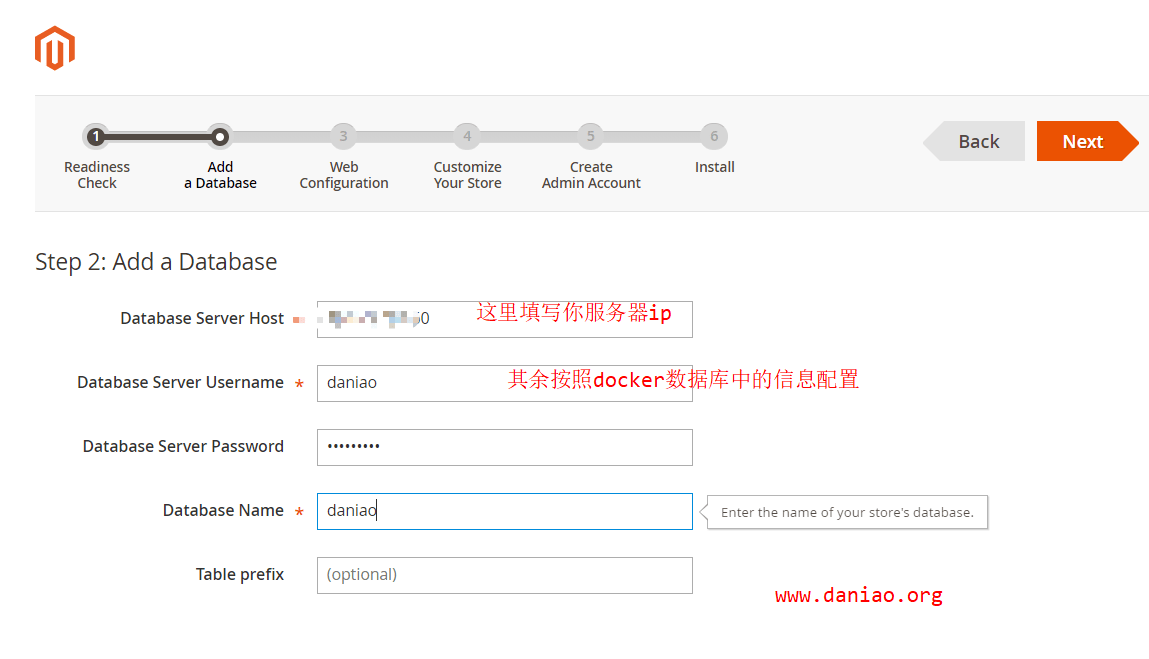 1
3
4
5
6
Readiness
Check
Add
a Database
Web
Configuration
Customize
Your Store
Create
Admin Account
Install
Back
Next
Step 2: Add a Database
Database Server Host
这里填写你服务器ip
Database Server Username *
daniao
其余按照docker数据库中的信息配置
Database Server Password
•••••••••
Database Name *
daniao
Enter the name of your store's database.
Table prefix
(optional)
www.daniao.org